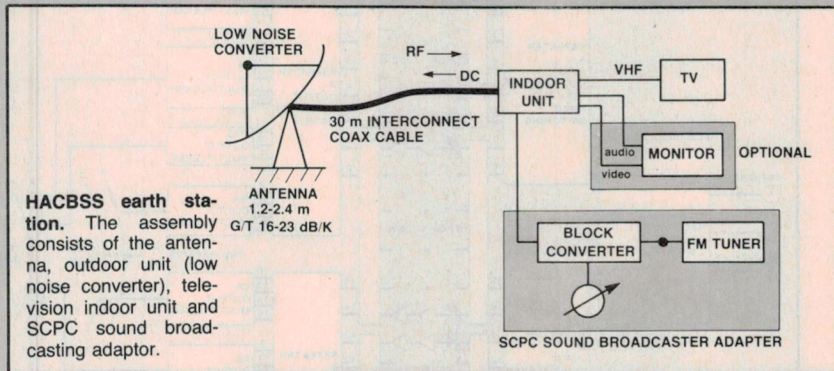 LOW NOISE
CONVERTER
RF
DC
30 m INTERCONNECT
COAX CABLE
INDOOR
UNIT
VHF
TV
audio
video
MONITOR
OPTIONAL
ANTENNA
1.2-2.4 m
G/T 16-23 dB/K
HACBSS earth sta-
tion. The assembly
consists of the anten-
na, outdoor unit (low
noise converter), tele-
vision indoor unit and
SCPC sound broad-
casting adaptor.
BLOCK
CONVERTER
FM TUNER
SCPC SOUND BROADCASTER ADAPTER